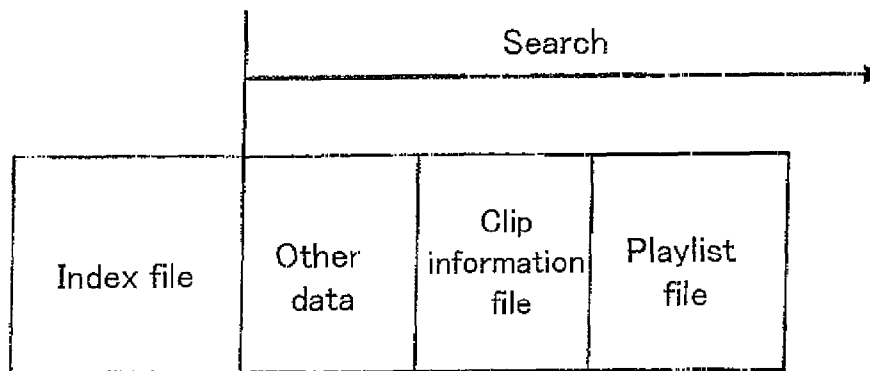 Search
Index file
Other
data
Clip
information
file
Playlist
file